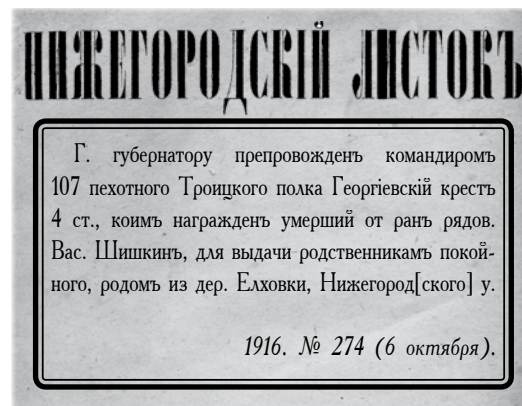 НИЖЕГОРОДСКІЙ ЛИСТОКЪ
Г. губернатору препровожденъ командиромъ
107 пехотного Троицкого полка Георгіевскій крестъ
4 ст., коимъ награжденъ умерший от ранъ рядов.
Вас. Шишкинъ, для выдачи родственникамъ покой-
ного, родомъ из дер. Елховки, Нижегород[ского] у.
1916. № 274 (6 октября).